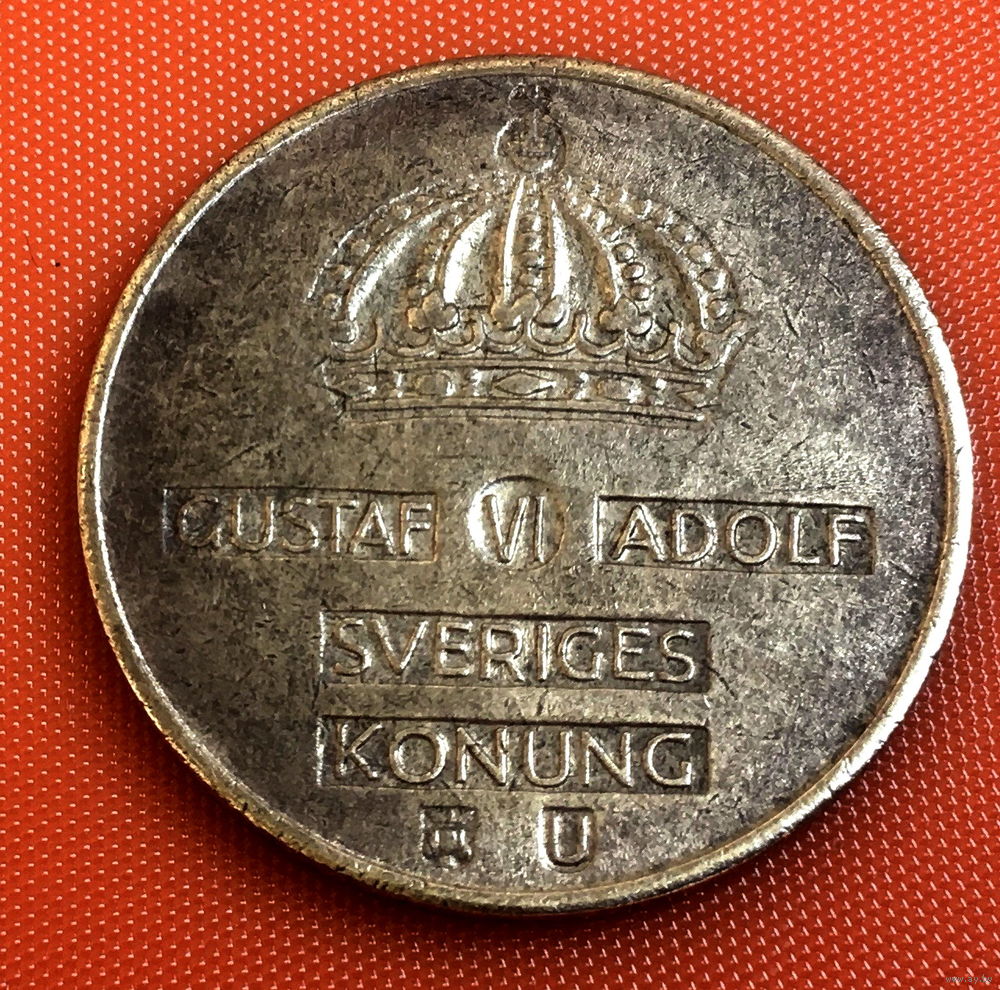 GUSTAF VI ADOLF
SVERIGES
KONUNG
U